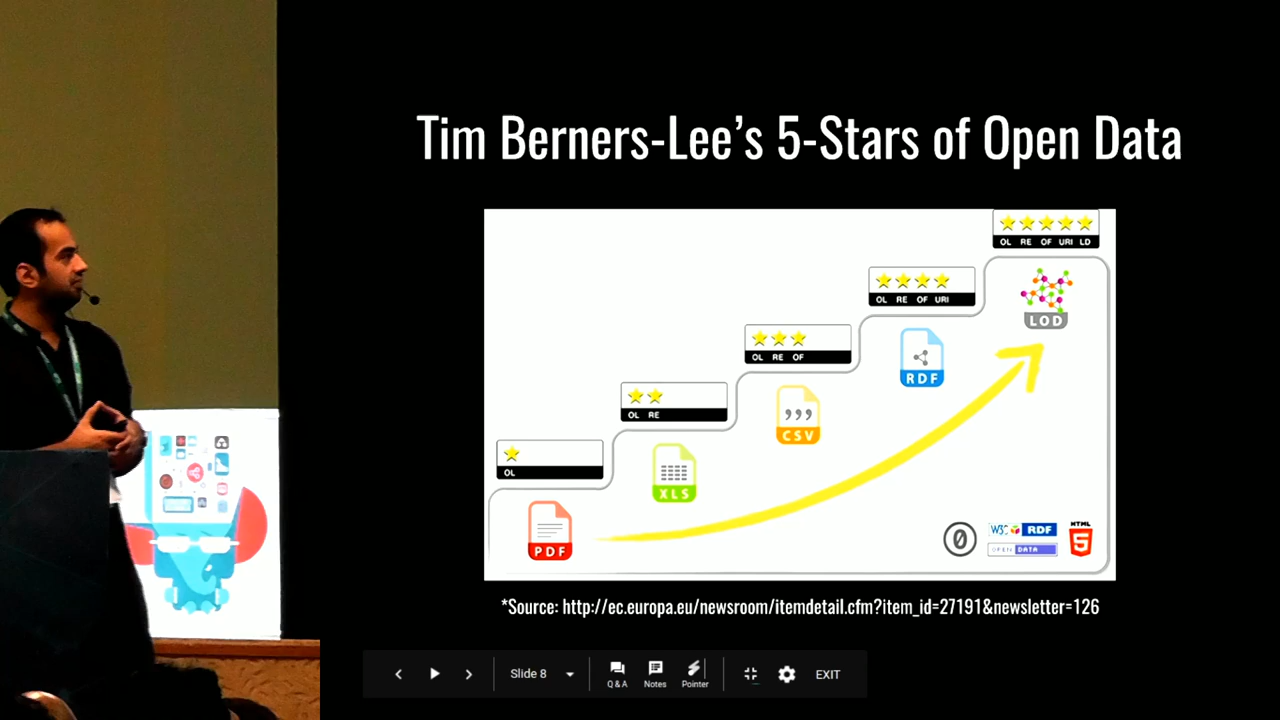 Tim Berners-Lee's 5-Stars of Open Data
OL RE OF URI LD
LOD
OL RE OF URI
RDF
OL RE OF
CSV
OL RE
XLS
OL
PDF
0
W3C RDF
OPEN DATA
HTML
5
*Source: http://ec.europa.eu/newsroom/itemdetail.cfm?item_id=27191&newsletter=126
Slide 8
Q & A Notes Pointer
EXIT